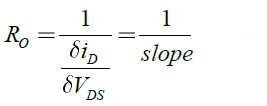 R_O = 1 / (δi_D / δV_DS) = 1 / slope